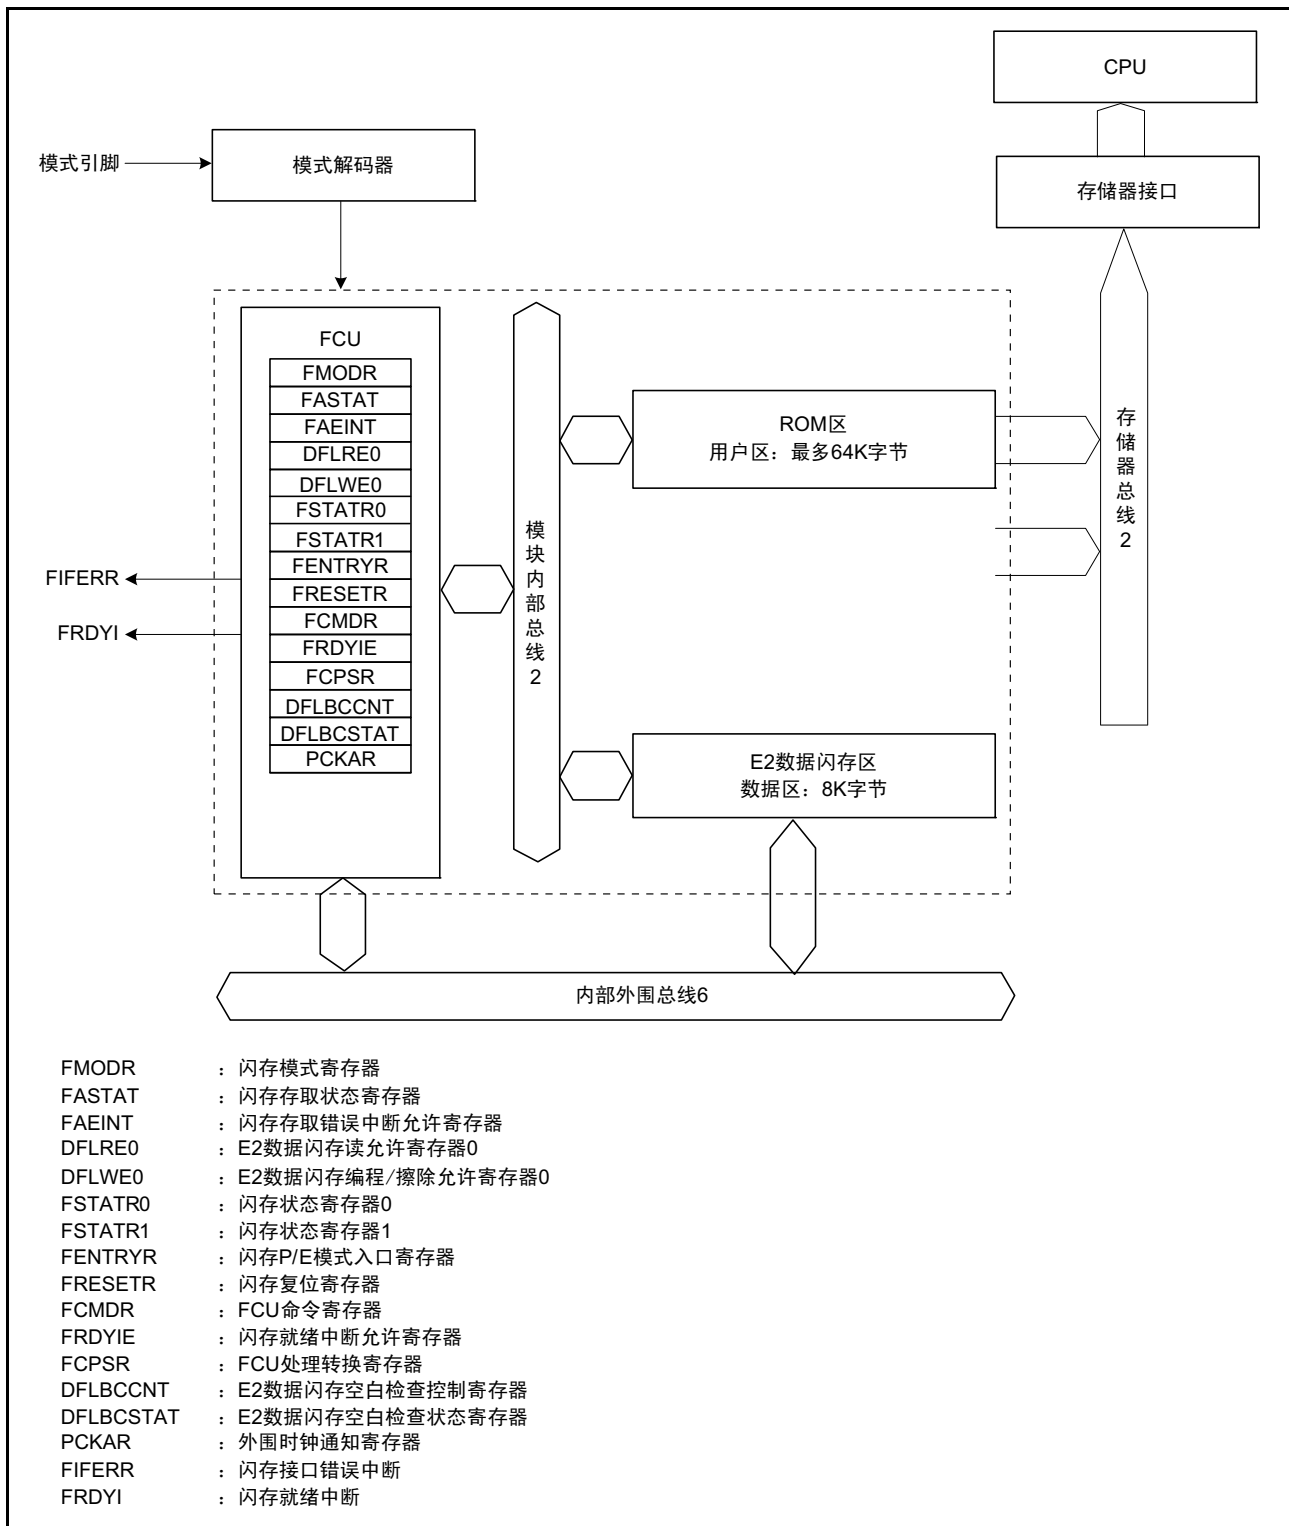 CPU
模式引脚
模式解码器
存储器接口
FCU
FMODR
FASTAT
FAEINT
DFLRE0
DFLWE0
FSTATR0
FSTATR1
FENTRYR
FRESETR
FCMDR
FRDYIE
FCPSR
DFLBCCNT
DFLBCSTAT
PCKAR
FIFERR
FRDYI
模块内部总线2
ROM区
用户区：最多64K字节
存储器总线2
E2数据闪存区
数据区：8K字节
内部外围总线6
FMODR ：闪存模式寄存器
FASTAT ：闪存存取状态寄存器
FAEINT ：闪存存取错误中断允许寄存器
DFLRE0 ：E2数据闪存读允许寄存器0
DFLWE0 ：E2数据闪存编程/擦除允许寄存器0
FSTATR0 ：闪存状态寄存器0
FSTATR1 ：闪存状态寄存器1
FENTRYR ：闪存P/E模式入口寄存器
FRESETR ：闪存复位寄存器
FCMDR ：FCU命令寄存器
FRDYIE ：闪存就绪中断允许寄存器
FCPSR ：FCU处理转换寄存器
DFLBCCNT ：E2数据闪存空白检查控制寄存器
DFLBCSTAT ：E2数据闪存空白检查状态寄存器
PCKAR ：外围时钟通知寄存器
FIFERR ：闪存接口错误中断
FRDYI ：闪存就绪中断